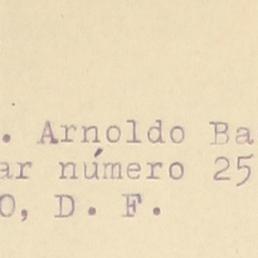 . Arnoldo Ba
ar número 25
O, D. F.